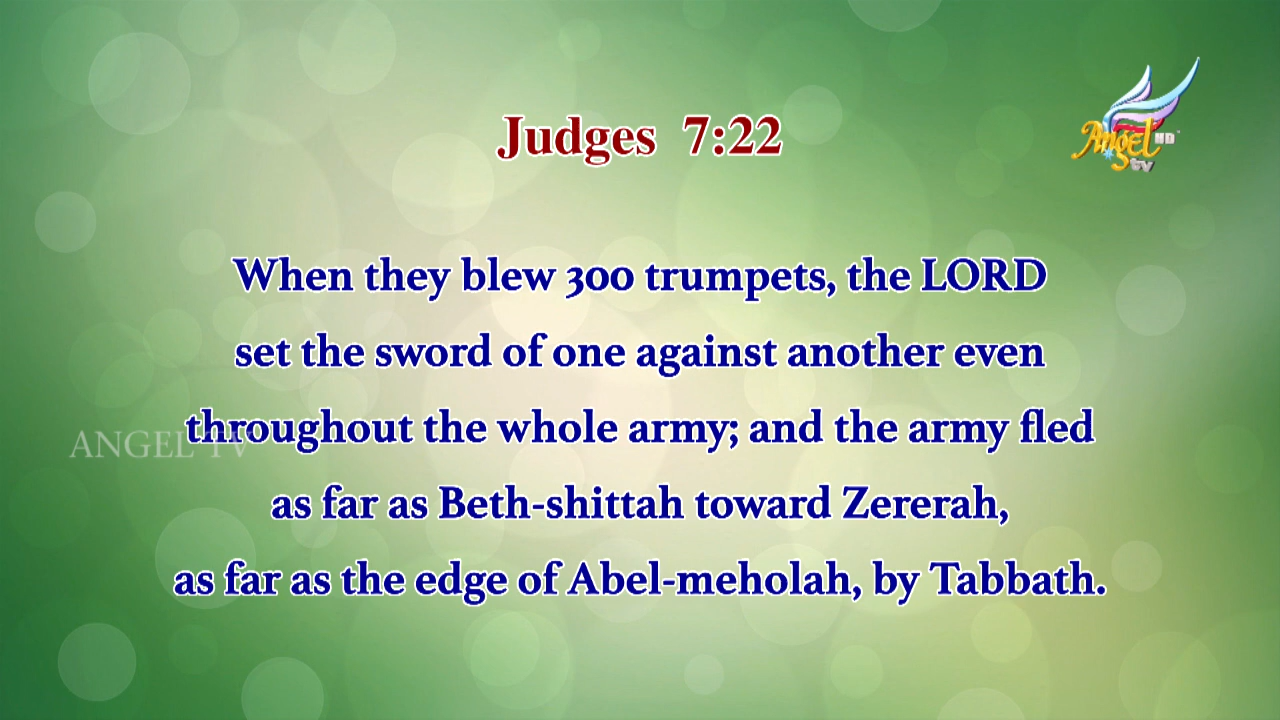 Judges 7:22
Angel HD
tv
When they blew 300 trumpets, the LORD
set the sword of one against another even
throughout the whole army; and the army fled
ANGEL TV
as far as Beth-shittah toward Zererah,
as far as the edge of Abel-meholah, by Tabbath.